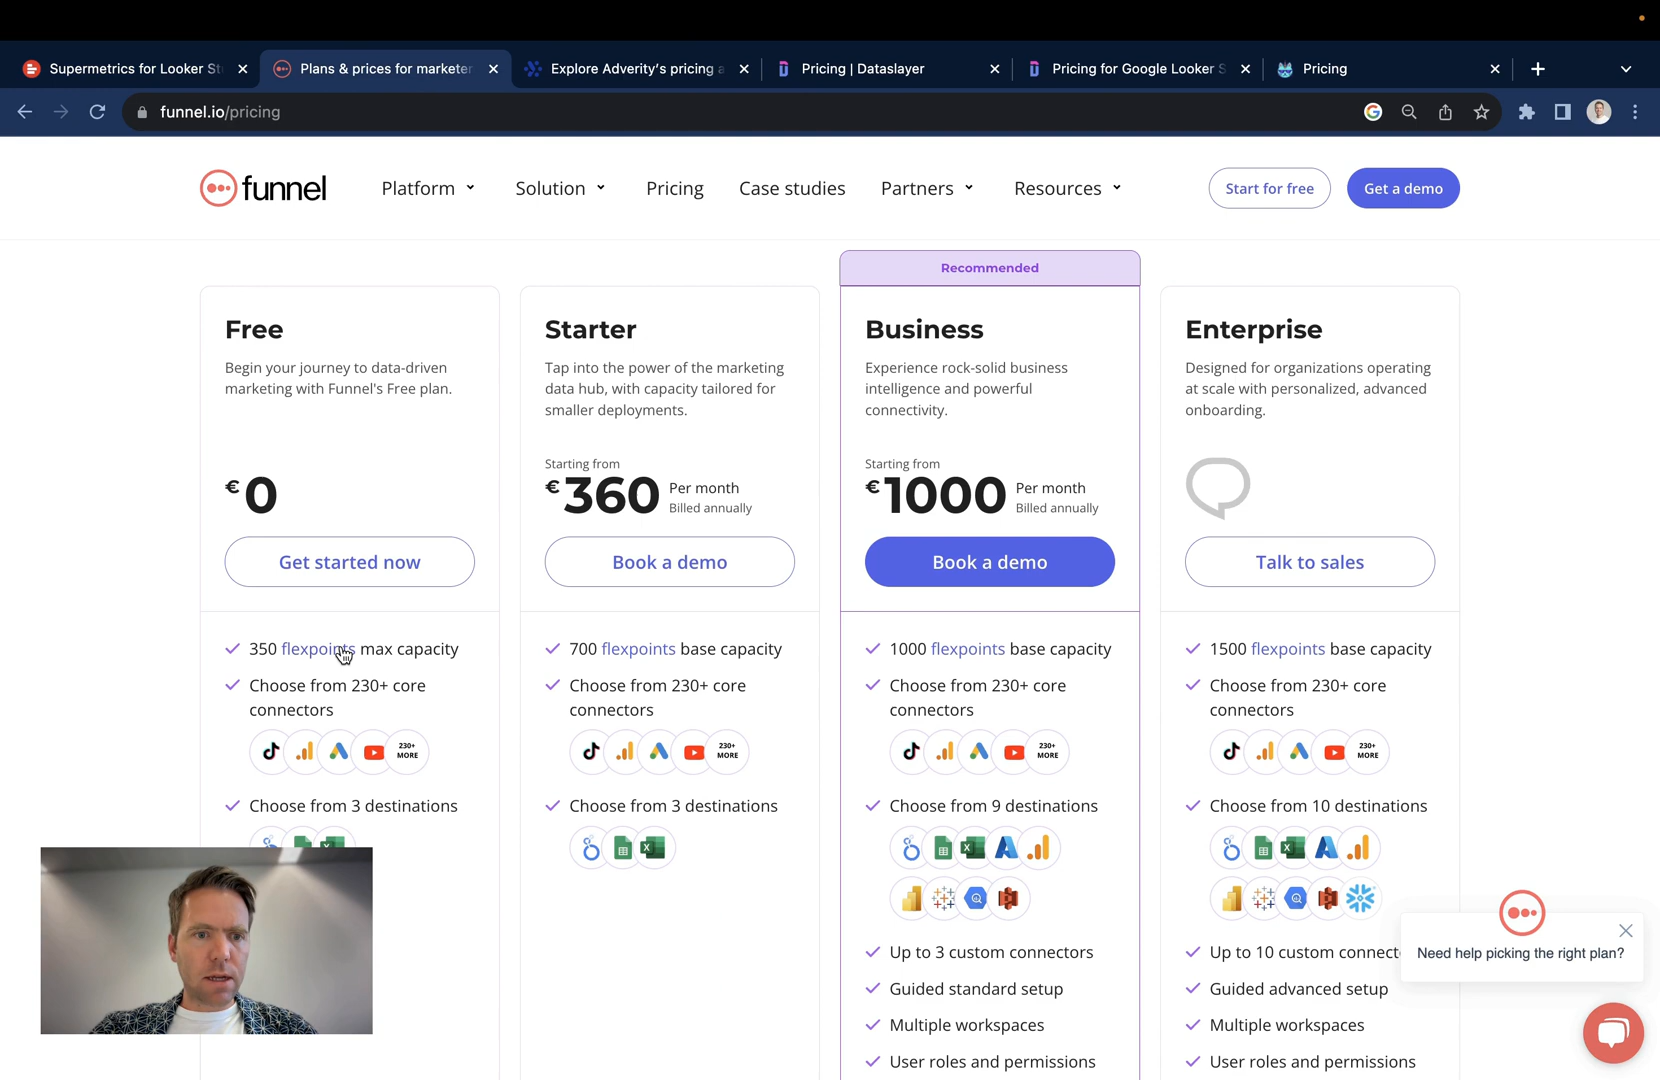 Supermetrics for Looker St
Plans & prices for marketer
Explore Adverity's pricing a
Pricing | Dataslayer
Pricing for Google Looker S
Pricing
funnel.io/pricing
funnel
Platform
Solution
Pricing
Case studies
Partners
Resources
Start for free
Get a demo
Recommended
Free
Begin your journey to data-driven
marketing with Funnel's Free plan.
€0
Get started now
350 flexpoints max capacity
Choose from 230+ core
connectors
230+
MORE
Choose from 3 destinations
Starter
Tap into the power of the marketing
data hub, with capacity tailored for
smaller deployments.
Starting from
€360 Per month
Billed annually
Book a demo
700 flexpoints base capacity
Choose from 230+ core
connectors
230+
MORE
Choose from 3 destinations
Business
Experience rock-solid business
intelligence and powerful
connectivity.
Starting from
€1000 Per month
Billed annually
Book a demo
1000 flexpoints base capacity
Choose from 230+ core
connectors
230+
MORE
Choose from 9 destinations
Up to 3 custom connectors
Guided standard setup
Multiple workspaces
User roles and permissions
Enterprise
Designed for organizations operating
at scale with personalized, advanced
onboarding.
Talk to sales
1500 flexpoints base capacity
Choose from 230+ core
connectors
230+
MORE
Choose from 10 destinations
Up to 10 custom connect
Guided advanced setup
Multiple workspaces
User roles and permissions
Need help picking the right plan?